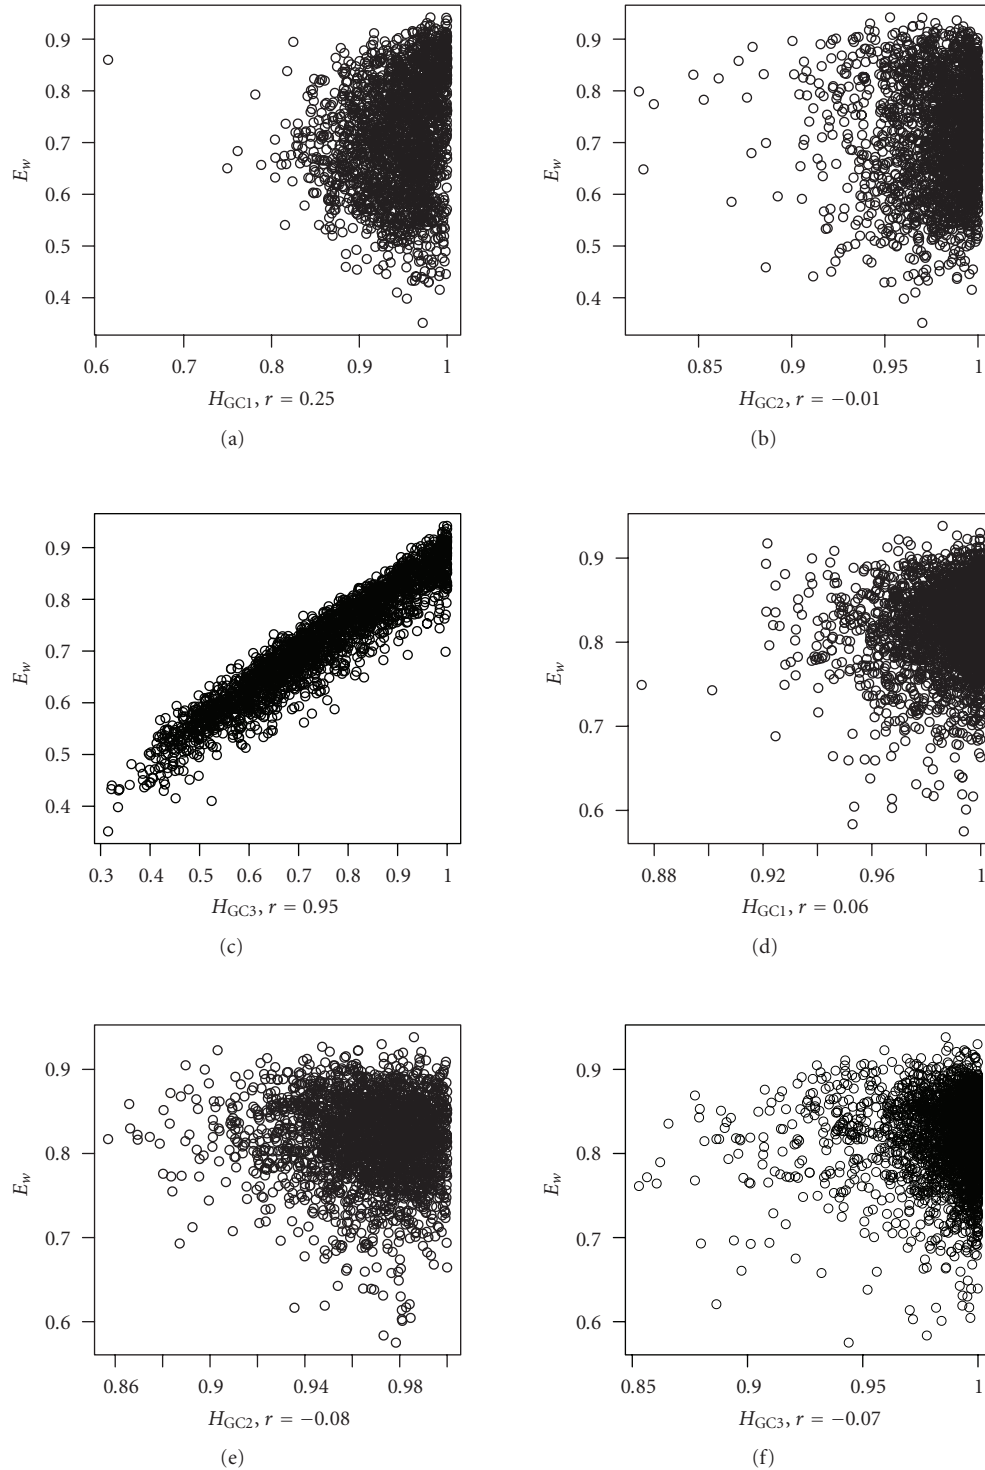 0.9
0.8
0.7
0.6
0.5
0.4
E_w
0.6 0.7 0.8 0.9 1
H_GC1, r = 0.25
(a)
0.9
0.8
0.7
0.6
0.5
0.4
E_w
0.85 0.9 0.95 1
H_GC2, r = −0.01
(b)
0.9
0.8
0.7
0.6
0.5
0.4
E_w
0.3 0.4 0.5 0.6 0.7 0.8 0.9 1
H_GC3, r = 0.95
(c)
0.9
0.8
0.7
0.6
E_w
0.88 0.92 0.96 1
H_GC1, r = 0.06
(d)
0.9
0.8
0.7
0.6
E_w
0.86 0.9 0.94 0.98
H_GC2, r = −0.08
(e)
0.9
0.8
0.7
0.6
E_w
0.85 0.9 0.95 1
H_GC3, r = −0.07
(f)